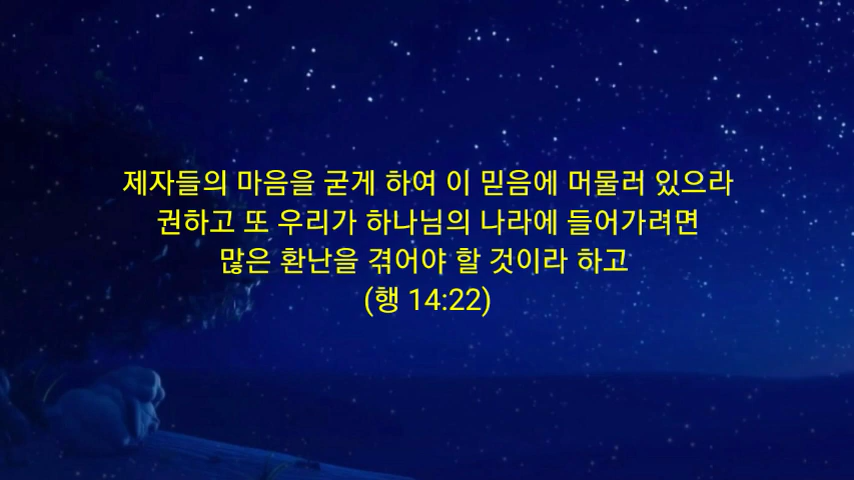 제자들의 마음을 굳게 하여 이 믿음에 머물러 있으라
권하고 또 우리가 하나님의 나라에 들어가려면
많은 환난을 겪어야 할 것이라 하고
(행 14:22)